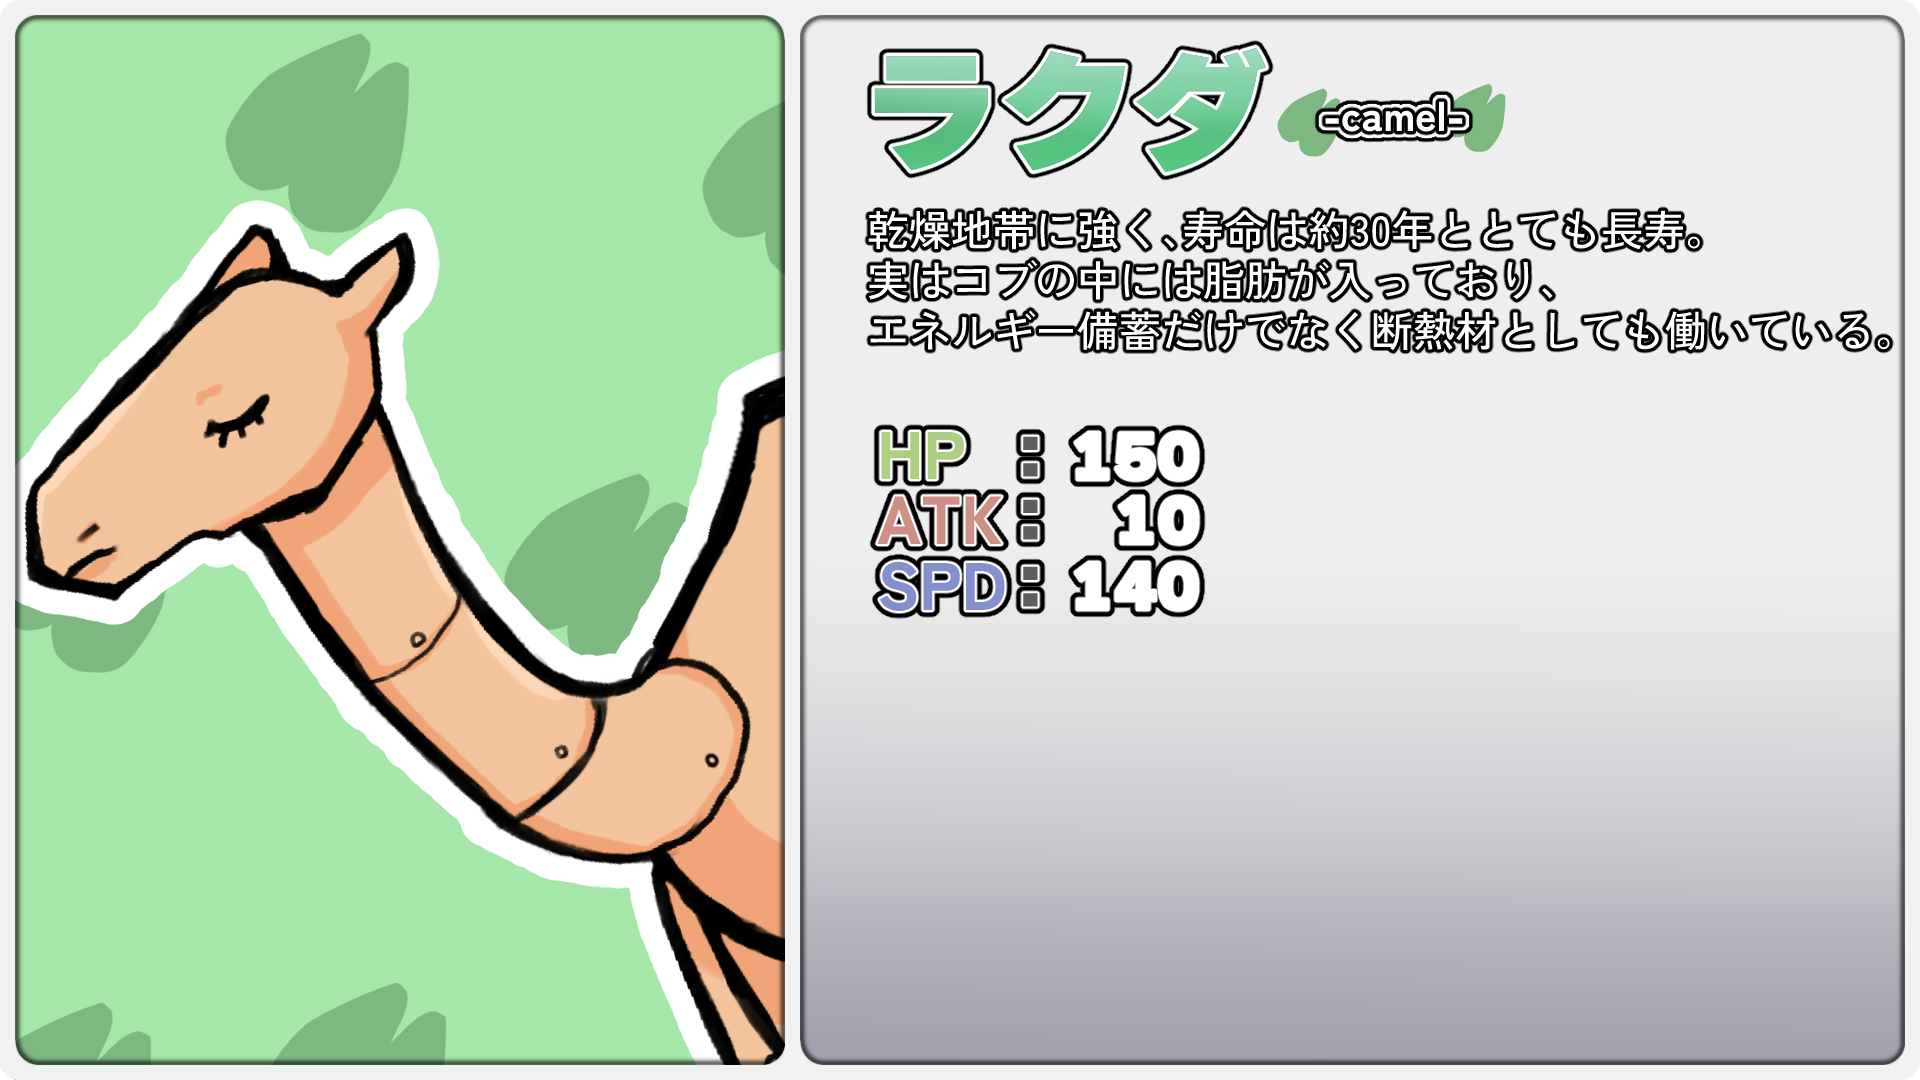 ラクダ -camel-
乾燥地帯に強く、寿命は約30年ととても長寿。
実はコブの中には脂肪が入っており、
エネルギー備蓄だけでなく断熱材としても働いている。
HP : 150
ATK : 10
SPD : 140